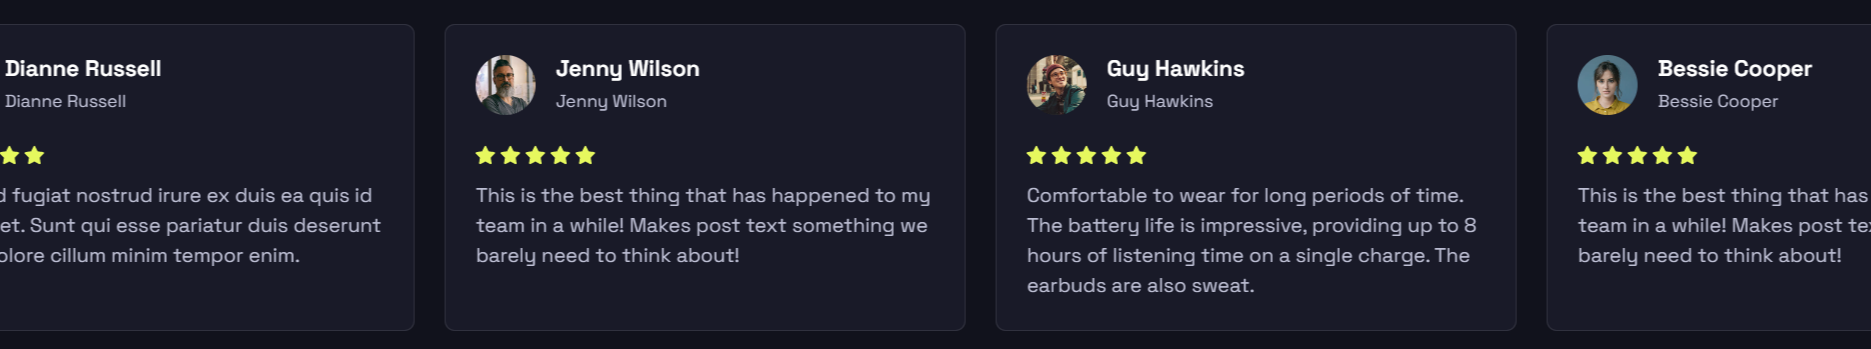 Dianne Russell
Dianne Russell
fugiat nostrud irure ex duis ea quis id
et. Sunt qui esse pariatur duis deserunt
cillum minim tempor enim.
Jenny Wilson
Jenny Wilson
This is the best thing that has happened to my
team in a while! Makes post text something we
barely need to think about!
Guy Hawkins
Guy Hawkins
Comfortable to wear for long periods of time.
The battery life is impressive, providing up to 8
hours of listening time on a single charge. The
earbuds are also sweat.
Bessie Cooper
Bessie Cooper
This is the best thing that has
team in a while! Makes post
barely need to think about!